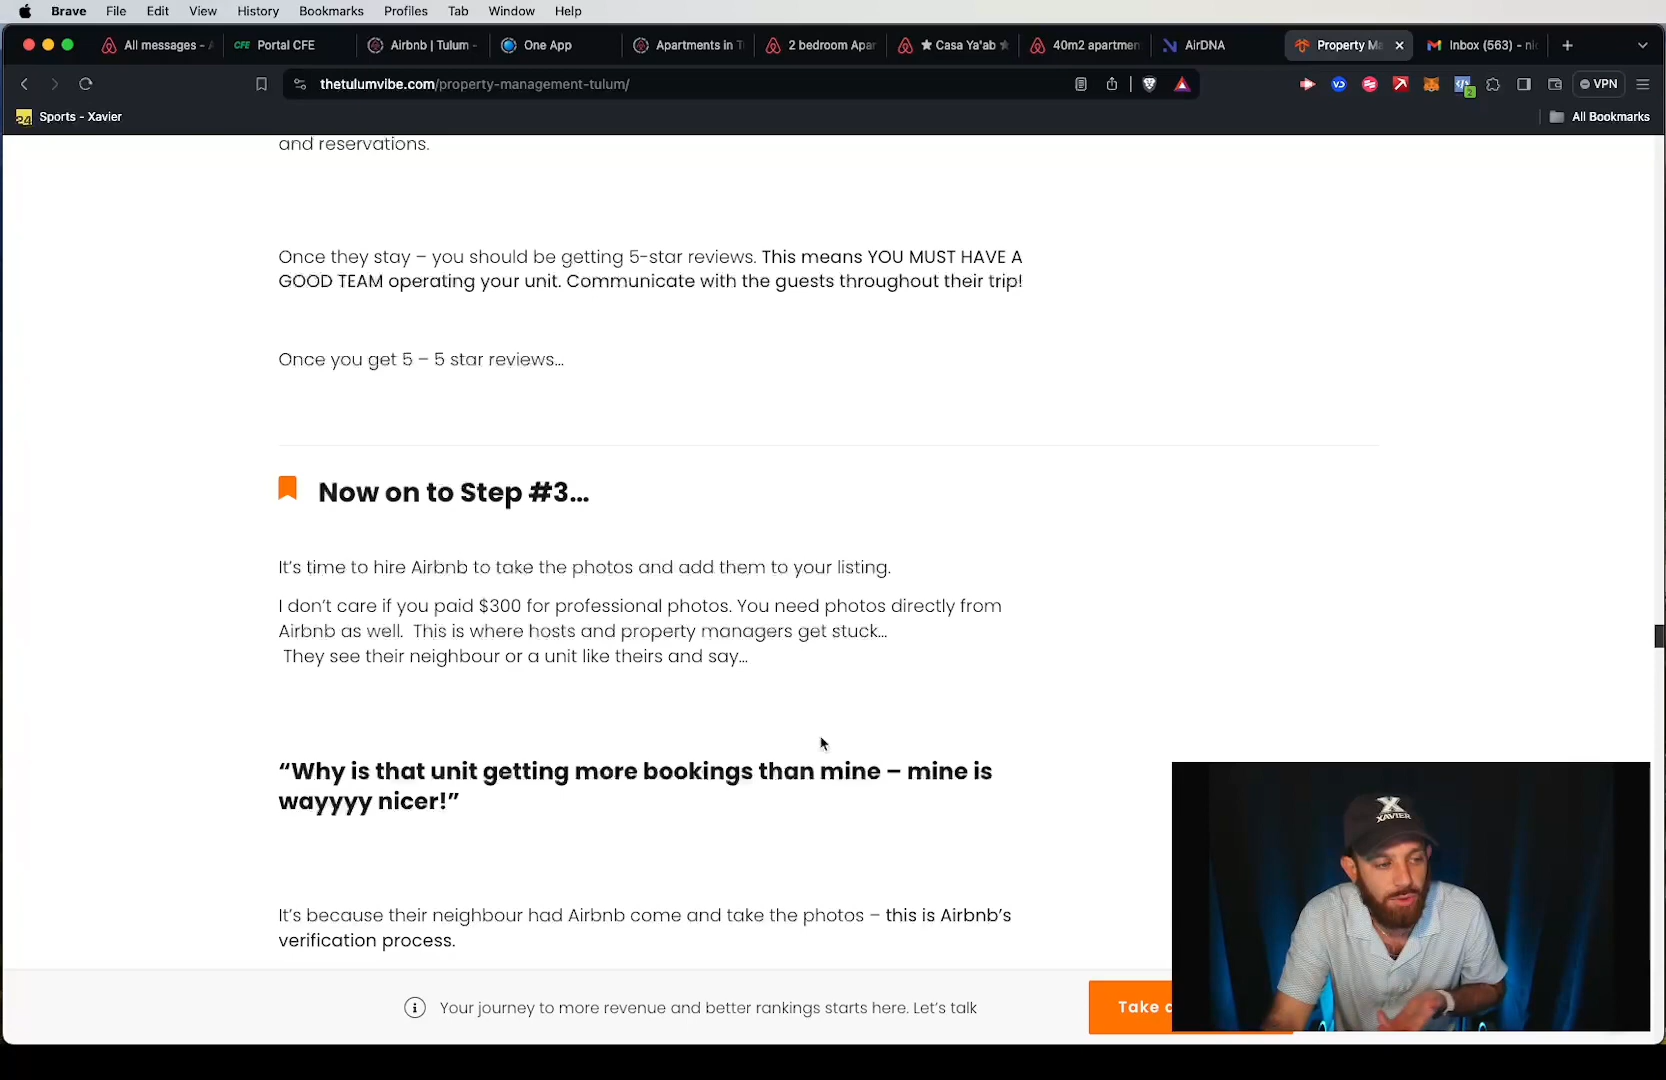 Brave File Edit View History Bookmarks Profiles Tab Window Help
All messages - A
CFE Portal CFE
Airbnb | Tulum -
One App
Apartments in T
2 bedroom Apar
★ Casa Ya'ab ★
40m2 apartmen
AirDNA
Property Ma
Inbox (563) - nic
thetulumvibe.com/property-management-tulum/
2
VPN
24 Sports - Xavier
All Bookmarks
and reservations.
Once they stay – you should be getting 5-star reviews. This means YOU MUST HAVE A
GOOD TEAM operating your unit. Communicate with the guests throughout their trip!
Once you get 5 – 5 star reviews…
Now on to Step #3…
It’s time to hire Airbnb to take the photos and add them to your listing.
I don’t care if you paid $300 for professional photos. You need photos directly from
Airbnb as well.  This is where hosts and property managers get stuck…
They see their neighbour or a unit like theirs and say…
“Why is that unit getting more bookings than mine – mine is
wayyyy nicer!”
It’s because their neighbour had Airbnb come and take the photos – this is Airbnb’s
verification process.
Your journey to more revenue and better rankings starts here. Let’s talk
Take
X
XAVIER